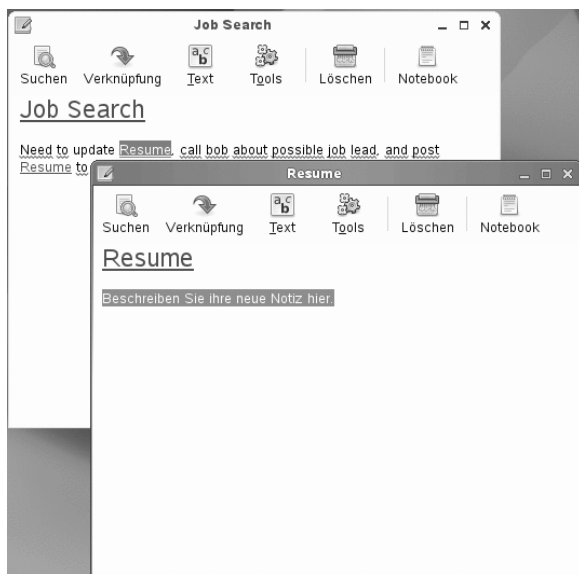 Job Search
Suchen Verknüpfung Text Tools Löschen Notebook
Job Search
Need to update Resume, call bob about possible job lead, and post
Resume to
Resume
Suchen Verknüpfung Text Tools Löschen Notebook
Resume
Beschreiben Sie ihre neue Notiz hier.